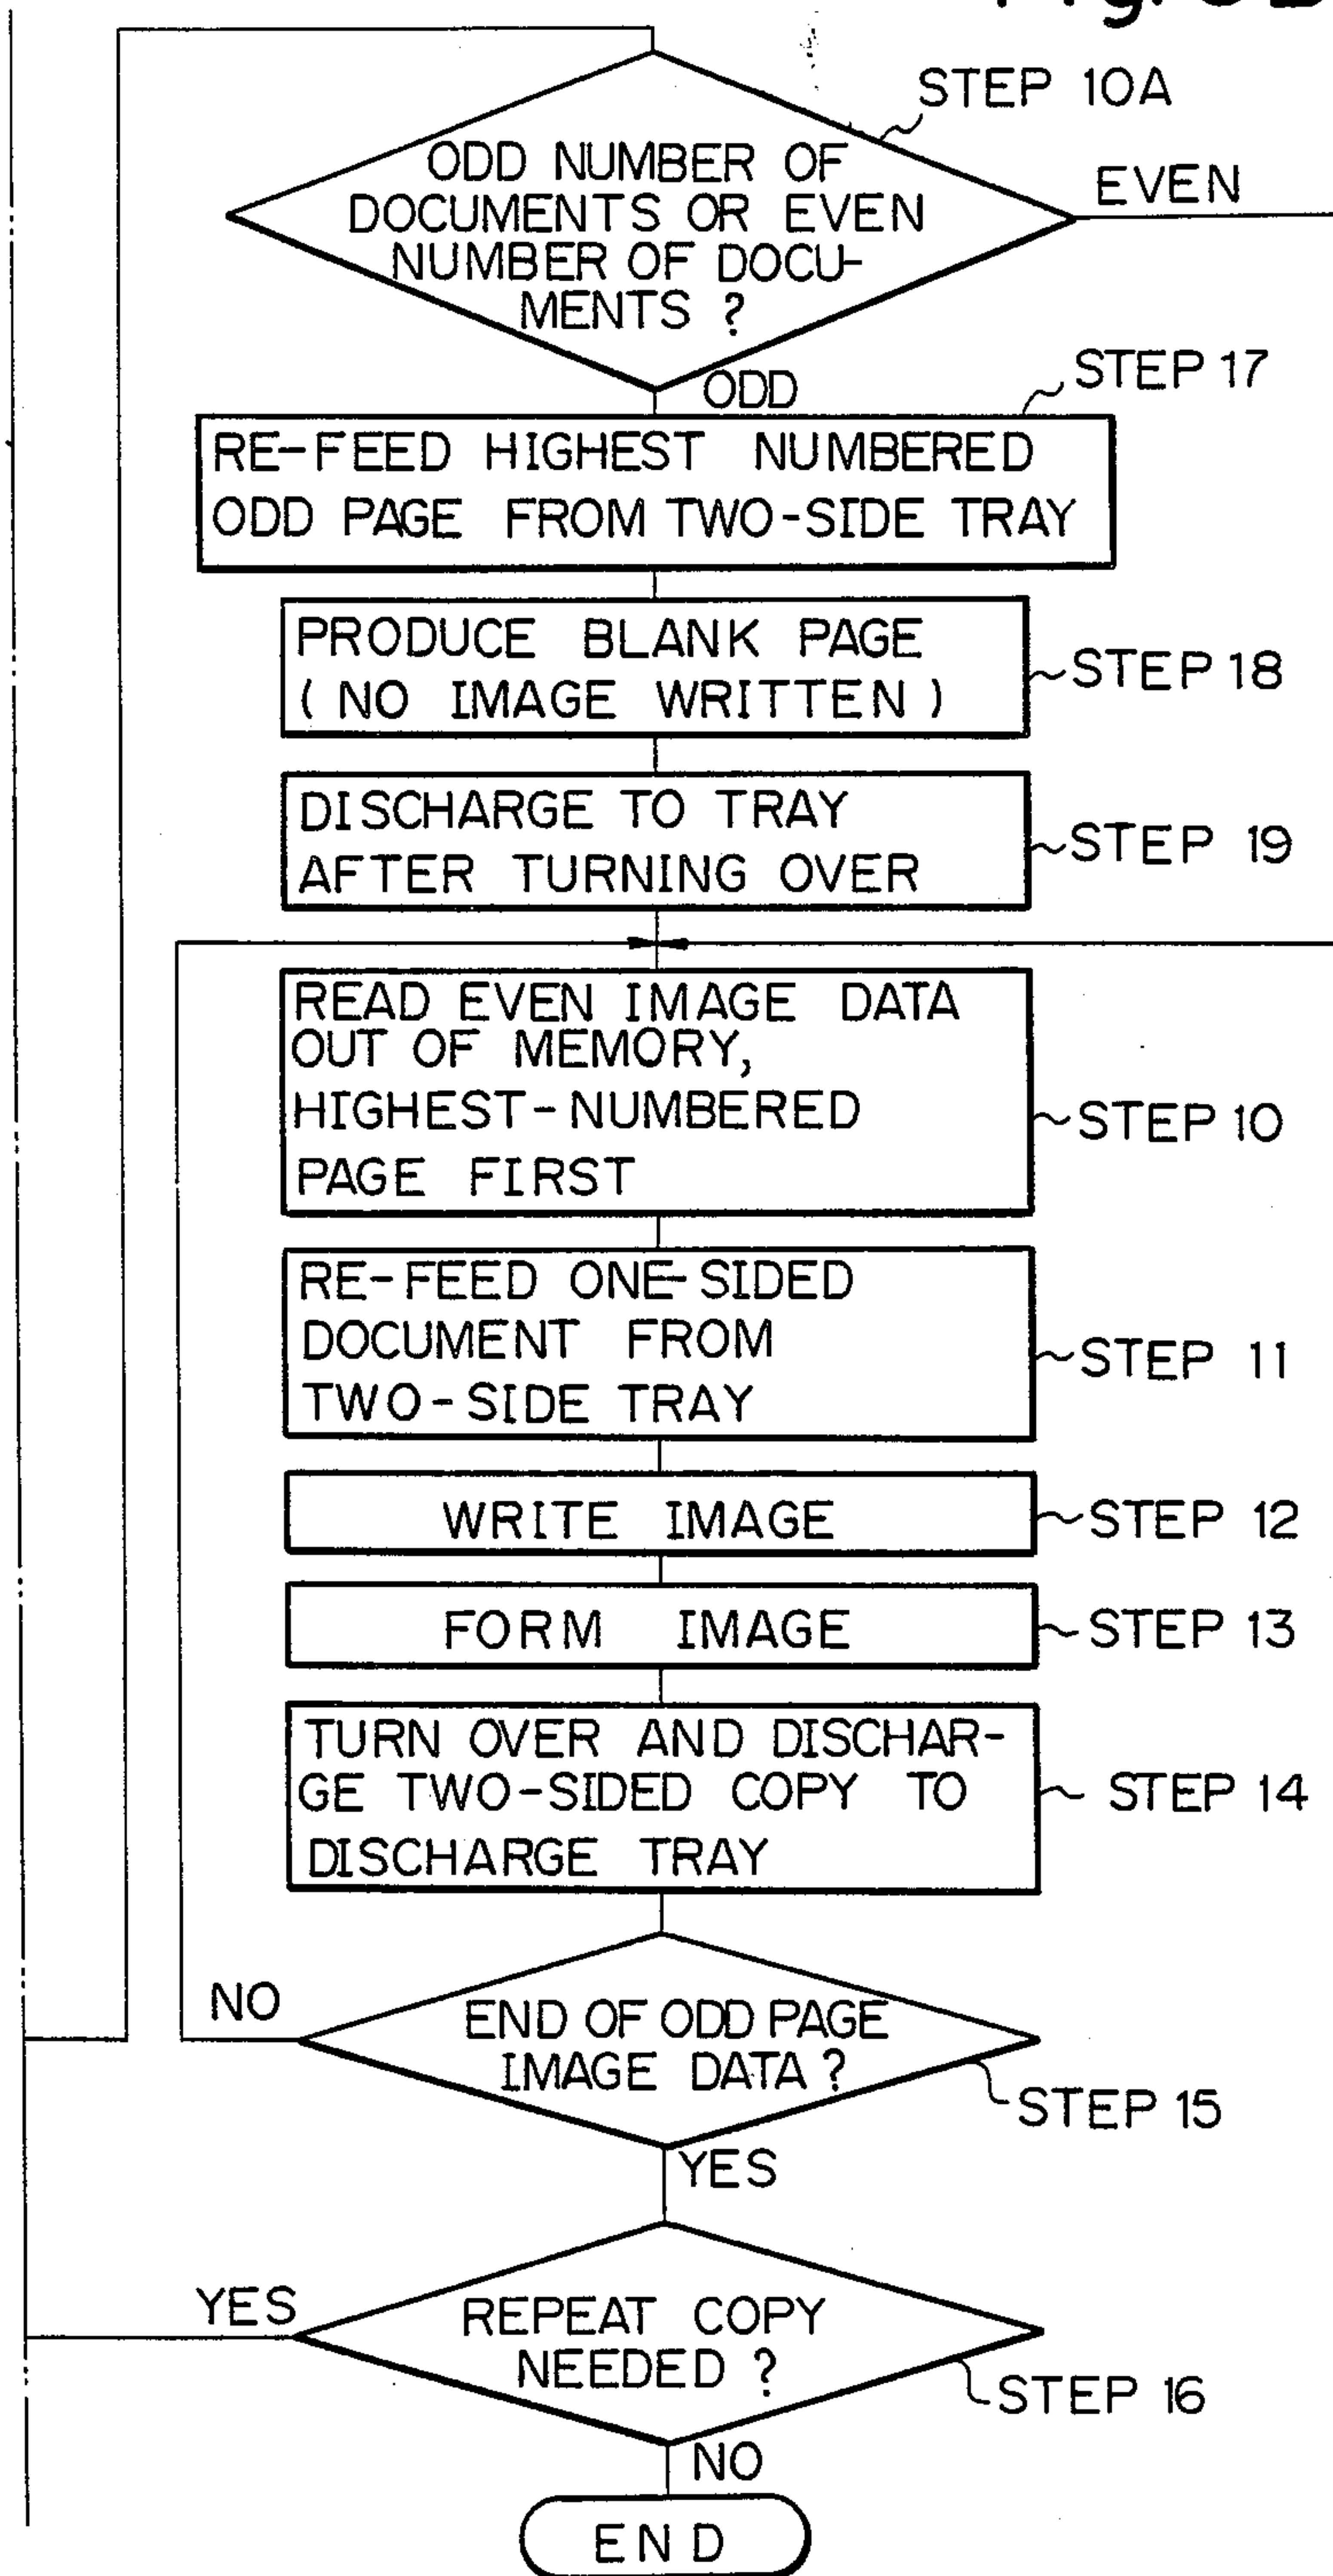 STEP 10A
ODD NUMBER OF
DOCUMENTS OR EVEN
NUMBER OF DOCU-
MENTS ?
EVEN
ODD
STEP 17
RE-FEED HIGHEST NUMBERED
ODD PAGE FROM TWO-SIDE TRAY
PRODUCE BLANK PAGE
(NO IMAGE WRITTEN)
STEP 18
DISCHARGE TO TRAY
AFTER TURNING OVER
STEP 19
READ EVEN IMAGE DATA
OUT OF MEMORY,
HIGHEST-NUMBERED
PAGE FIRST
STEP 10
RE-FEED ONE-SIDED
DOCUMENT FROM
TWO-SIDE TRAY
STEP 11
WRITE IMAGE
STEP 12
FORM IMAGE
STEP 13
TURN OVER AND DISCHAR-
GE TWO-SIDED COPY TO
DISCHARGE TRAY
STEP 14
NO
END OF ODD PAGE
IMAGE DATA ?
STEP 15
YES
YES
REPEAT COPY
NEEDED ?
STEP 16
NO
END